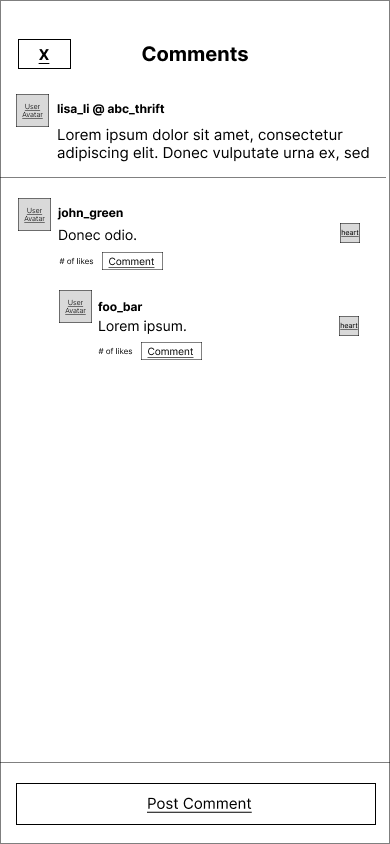 X
Comments
User
Avatar
lisa_li @ abc_thrift
Lorem ipsum dolor sit amet, consectetur
adipiscing elit. Donec vulputate urna ex, sed
User
Avatar
john_green
Donec odio.
heart
# of likes
Comment
User
Avatar
foo_bar
Lorem ipsum.
heart
# of likes
Comment
Post Comment